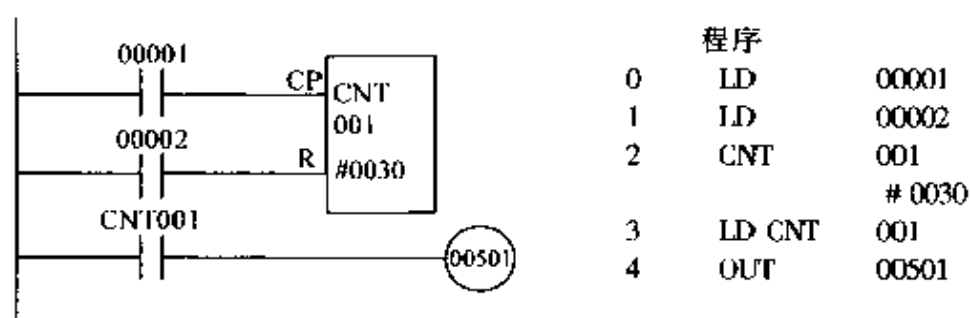 00001
CP
CNT
001
00002
R
#0030
CNT001
00501
程序
0 LD 00001
1 LD 00002
2 CNT 001
# 0030
3 LD CNT 001
4 OUT 00501